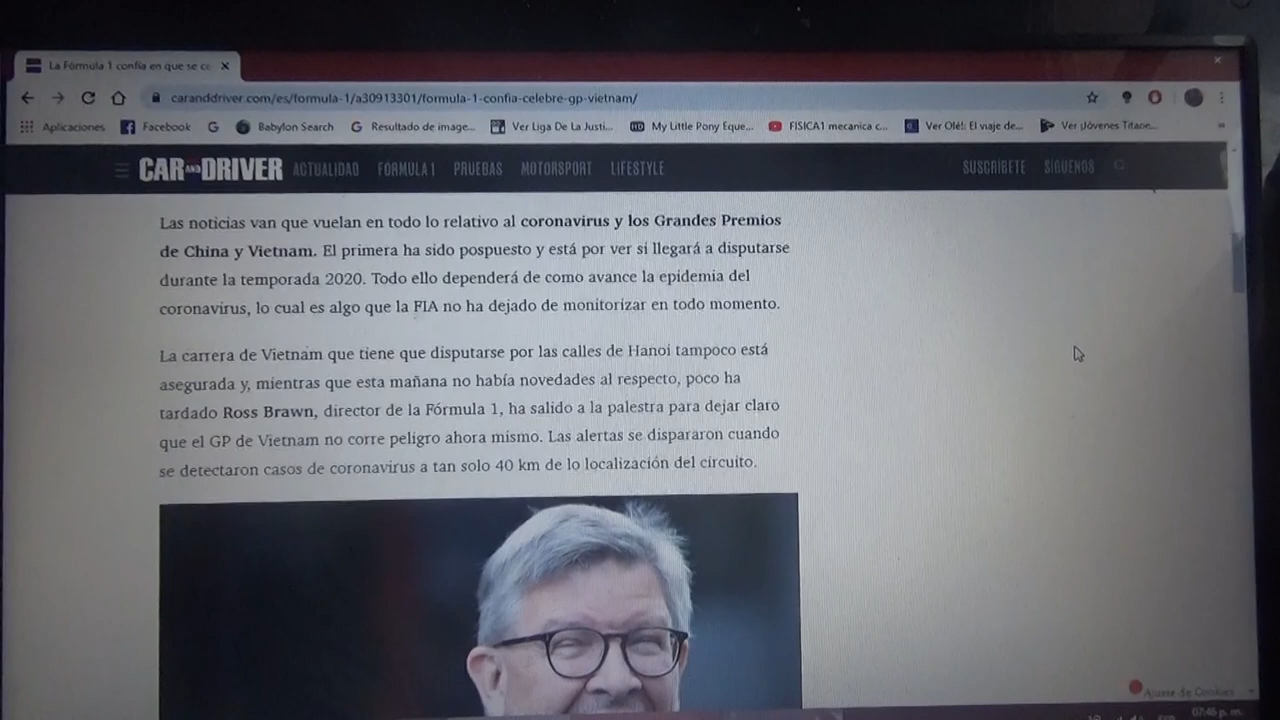 La Fórmula 1 confía en que se ce
caranddriver.com/es/formula-1/a30913301/formula-1-confia-celebre-gp-vietnam/
Aplicaciones Facebook Babylon Search Resultado de image... Ver Liga De La Justi... My Little Pony Eque... FISICA1 mecanica c... Ver Olé!: El viaje de... Ver ¡Jóvenes Titane...
CAR AND DRIVER ACTUALIDAD FÓRMULA 1 PRUEBAS MOTORSPORT LIFESTYLE SUSCRÍBETE SÍGUENOS
Las noticias van que vuelan en todo lo relativo al coronavirus y los Grandes Premios
de China y Vietnam. El primera ha sido pospuesto y está por ver si llegará a disputarse
durante la temporada 2020. Todo ello dependerá de como avance la epidemia del
coronavirus, lo cual es algo que la FIA no ha dejado de monitorizar en todo momento.
La carrera de Vietnam que tiene que disputarse por las calles de Hanoi tampoco está
asegurada y, mientras que esta mañana no había novedades al respecto, poco ha
tardado Ross Brawn, director de la Fórmula 1, ha salido a la palestra para dejar claro
que el GP de Vietnam no corre peligro ahora mismo. Las alertas se dispararon cuando
se detectaron casos de coronavirus a tan solo 40 km de lo localización del circuito.
Ajuste de Cookies
07:46 p. m.